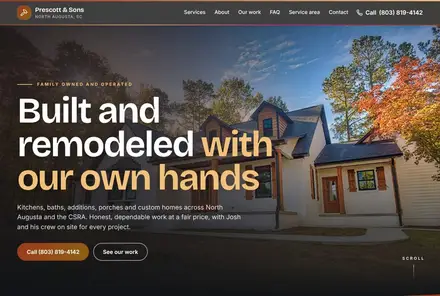 Prescott & Sons
NORTH AUGUSTA, SC
Services
About
Our work
FAQ
Service area
Contact
Call (803) 819-4142
FAMILY OWNED AND OPERATED
Built and
remodeled with
our own hands
Kitchens, baths, additions, porches and custom homes across North
Augusta and the CSRA. Honest, dependable work at a fair price, with Josh
and his crew on site for every project.
Call (803) 819-4142
See our work
SCROLL